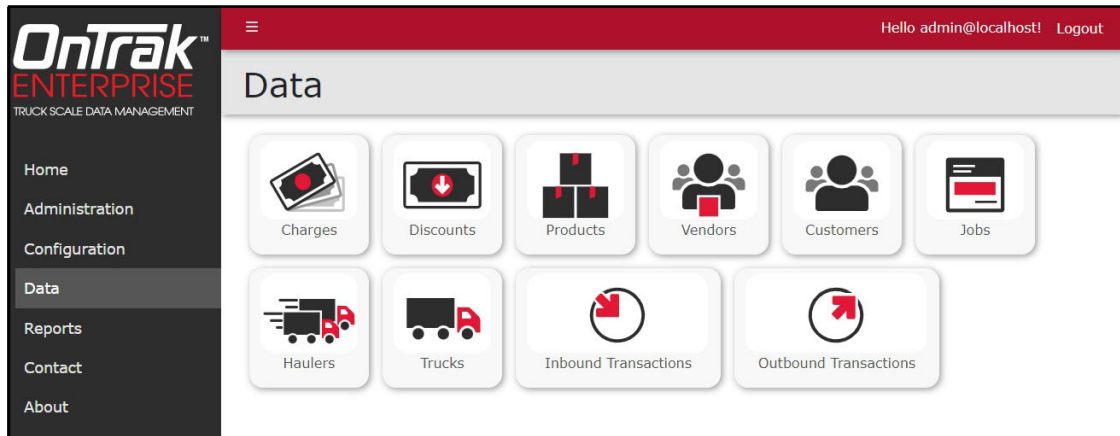 OnTrak™
ENTERPRISE
TRUCK SCALE DATA MANAGEMENT
Home
Administration
Configuration
Data
Reports
Contact
About
Hello admin@localhost! Logout
Data
Charges Discounts Products Vendors Customers Jobs
Haulers Trucks Inbound Transactions Outbound Transactions